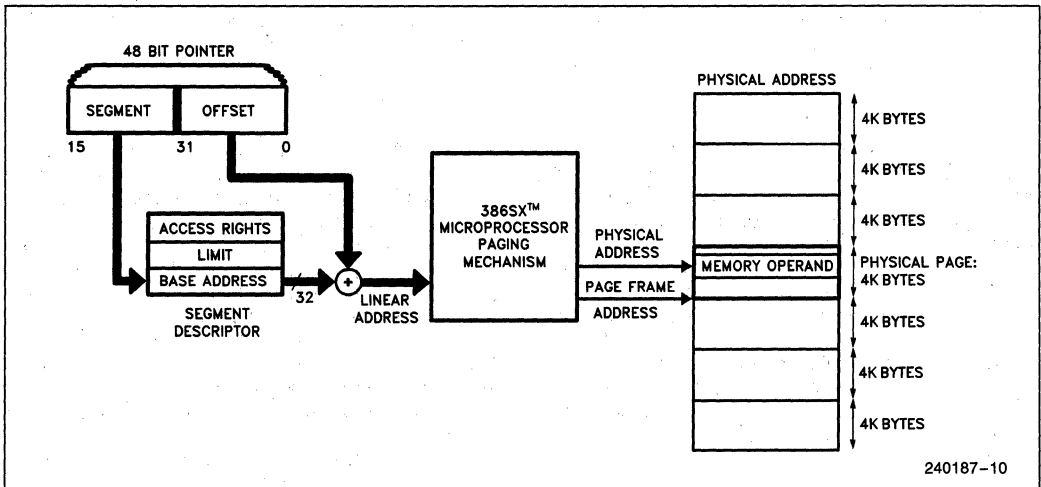 48 BIT POINTER
SEGMENT
OFFSET
15
31
0
ACCESS RIGHTS
LIMIT
BASE ADDRESS
SEGMENT
DESCRIPTOR
32
+
LINEAR
ADDRESS
386SX™
MICROPROCESSOR
PAGING
MECHANISM
PHYSICAL
ADDRESS
PAGE FRAME
ADDRESS
PHYSICAL ADDRESS
MEMORY OPERAND
4K BYTES
4K BYTES
4K BYTES
PHYSICAL PAGE:
4K BYTES
4K BYTES
4K BYTES
4K BYTES
240187-10